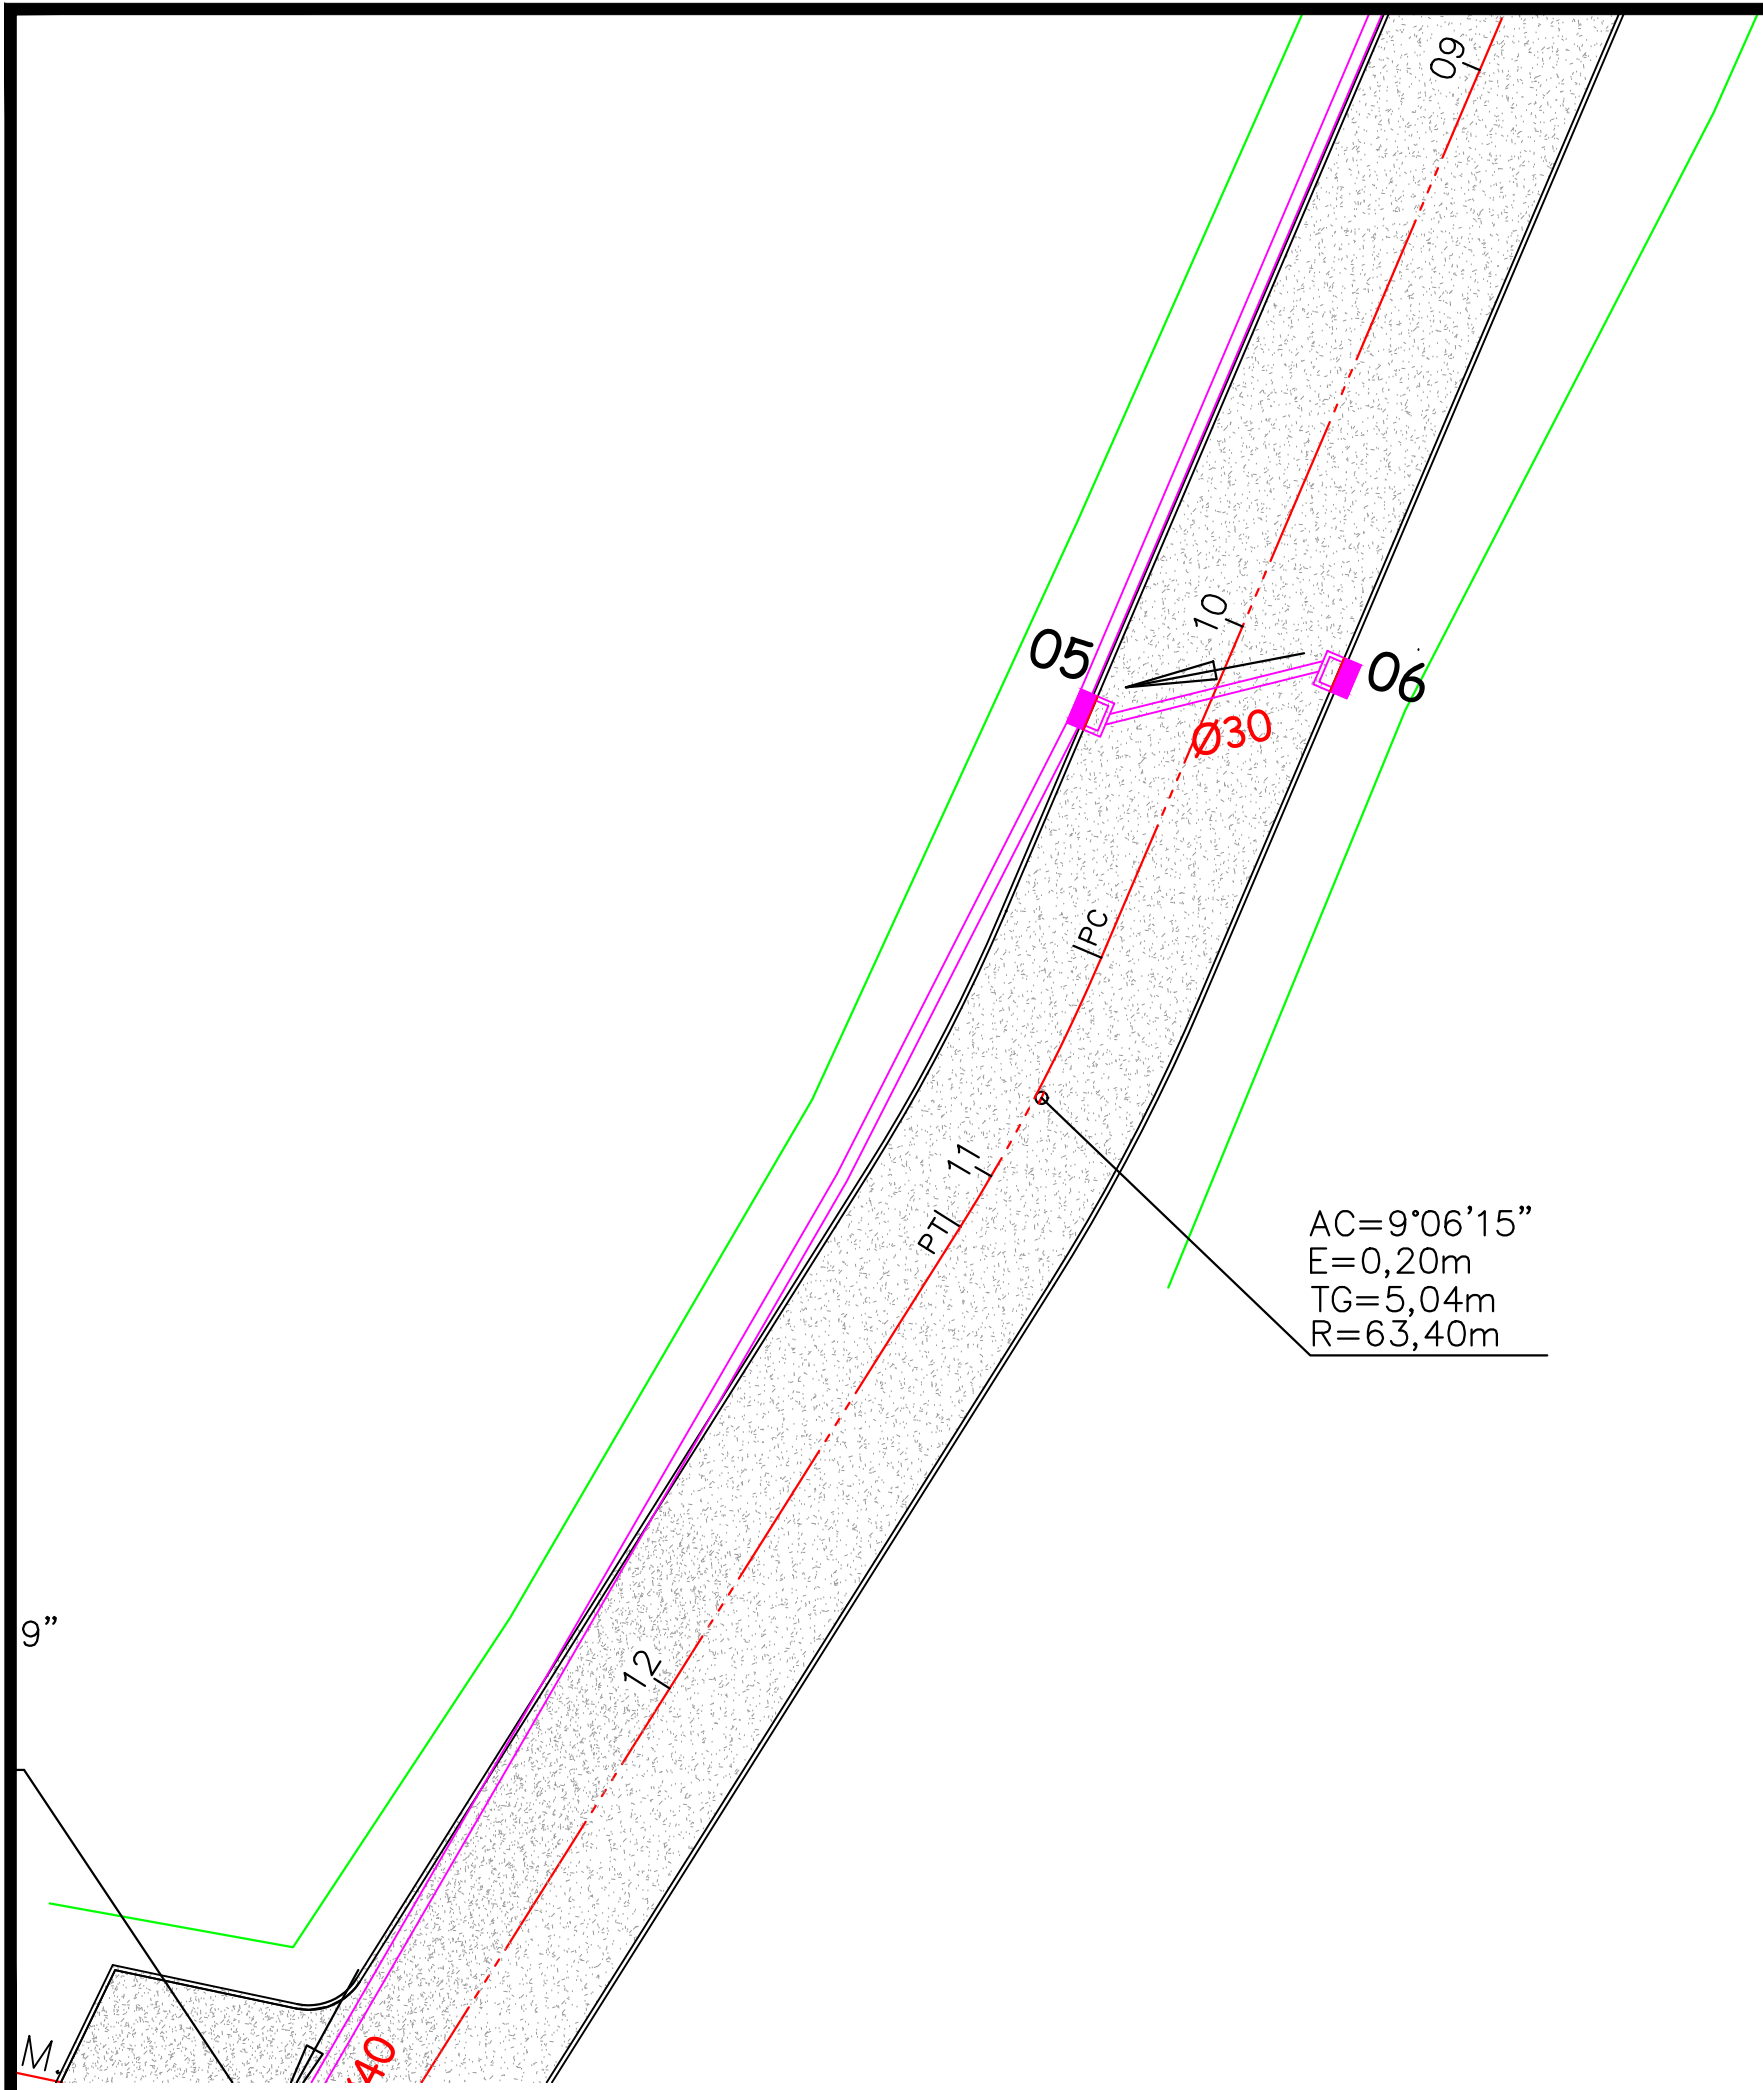 09
10
05
06
Ø30
PC
11
PT
AC=9°06'15"
E=0,20m
TG=5,04m
R=63,40m
9"
12
M.
40